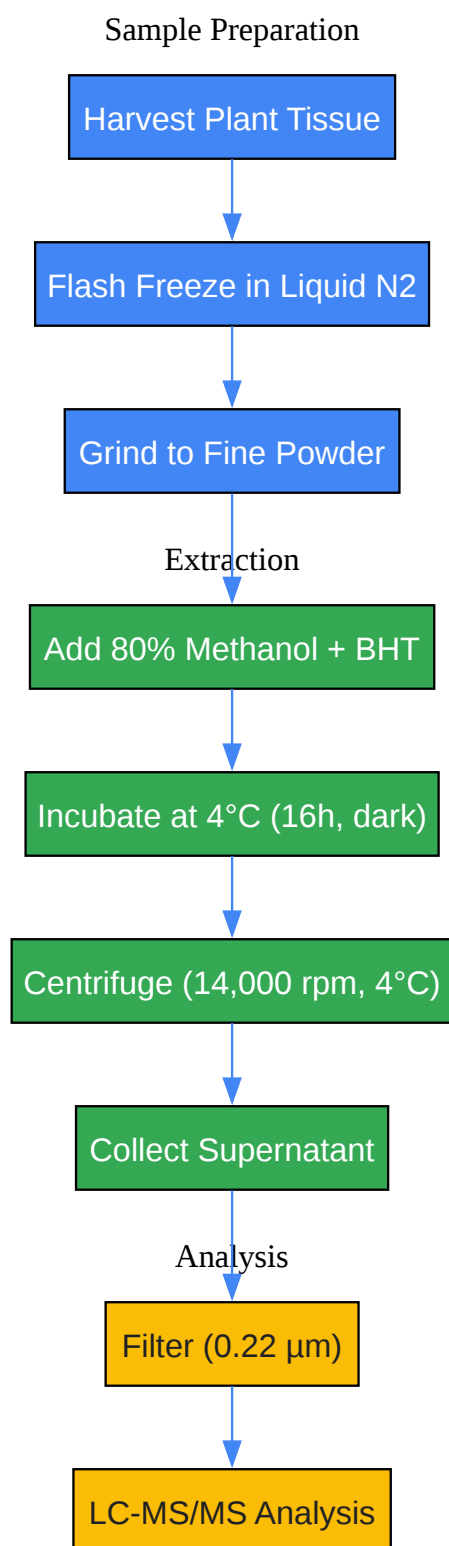 Sample Preparation
Harvest Plant Tissue
Flash Freeze in Liquid N2
Grind to Fine Powder
Extraction
Add 80% Methanol + BHT
Incubate at 4°C (16h, dark)
Centrifuge (14,000 rpm, 4°C)
Collect Supernatant
Analysis
Filter (0.22 µm)
LC-MS/MS Analysis